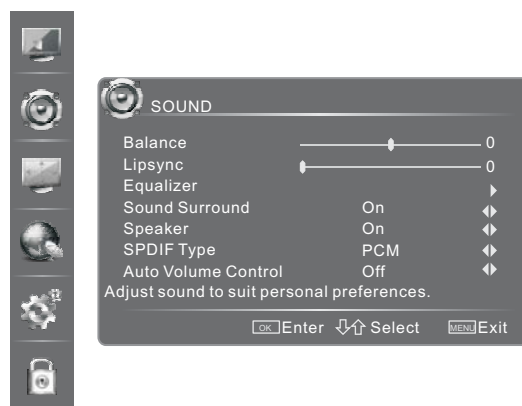 SOUND
Balance 0
Lipsync 0
Equalizer
Sound Surround On
Speaker On
SPDIF Type PCM
Auto Volume Control Off
Adjust sound to suit personal preferences.
OK Enter Select MENU Exit